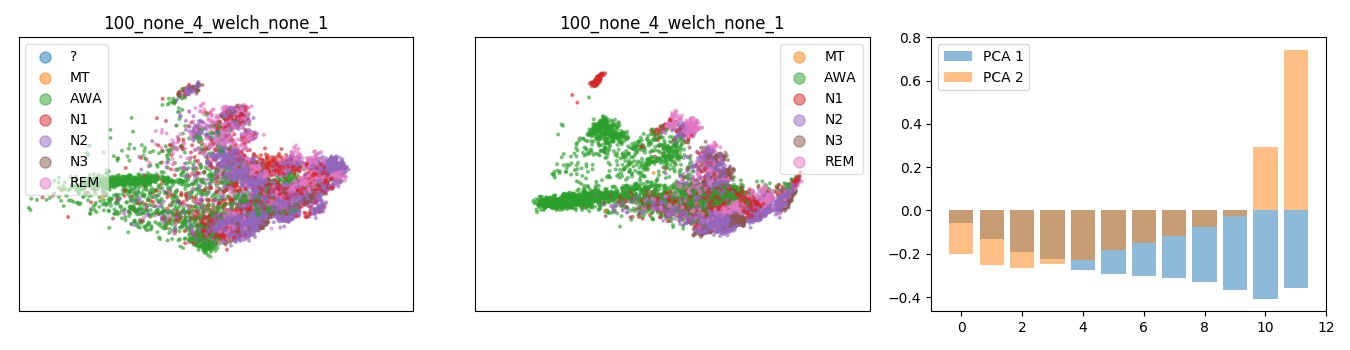 100_none_4_welch_none_1
?
MT
AWA
N1
N2
N3
REM
100_none_4_welch_none_1
MT
AWA
N1
N2
N3
REM
PCA 1
PCA 2
0.8
0.6
0.4
0.2
0.0
−0.2
−0.4
0 2 4 6 8 10 12